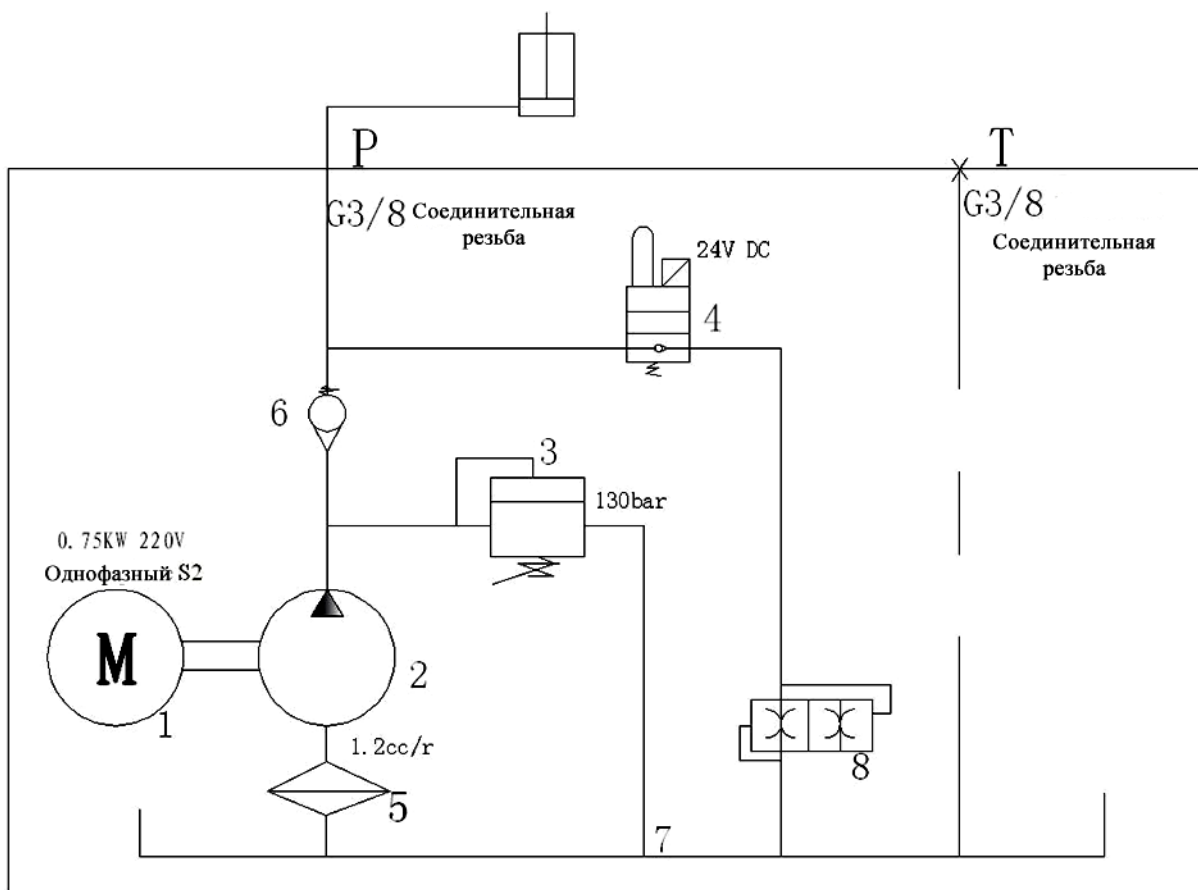 P
T
G3/8 Соединительная
резьба
G3/8
Соединительная
резьба
24V DC
4
6
3
130bar
0. 75KW 220V
Однофазный S2
M
1
2
1. 2cc/r
5
7
8